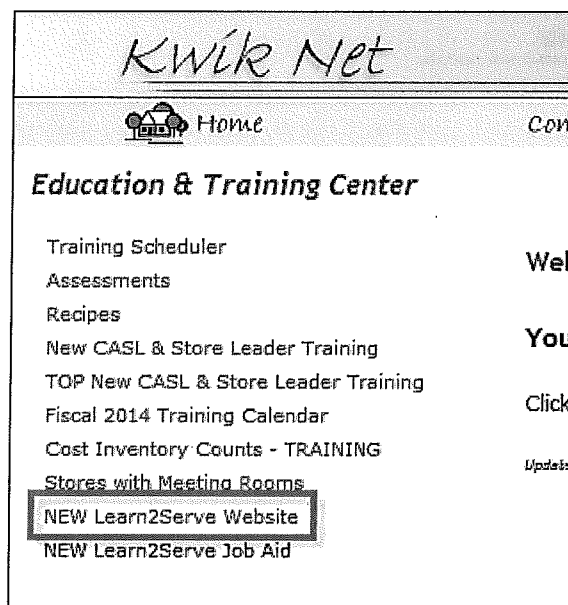 Kwik Net
Home
Education & Training Center
Training Scheduler
Assessments
Recipes
New CASL & Store Leader Training
TOP New CASL & Store Leader Training
Fiscal 2014 Training Calendar
Cost Inventory Counts - TRAINING
Stores with Meeting Rooms
NEW Learn2Serve Website
NEW Learn2Serve Job Aid
You
Click